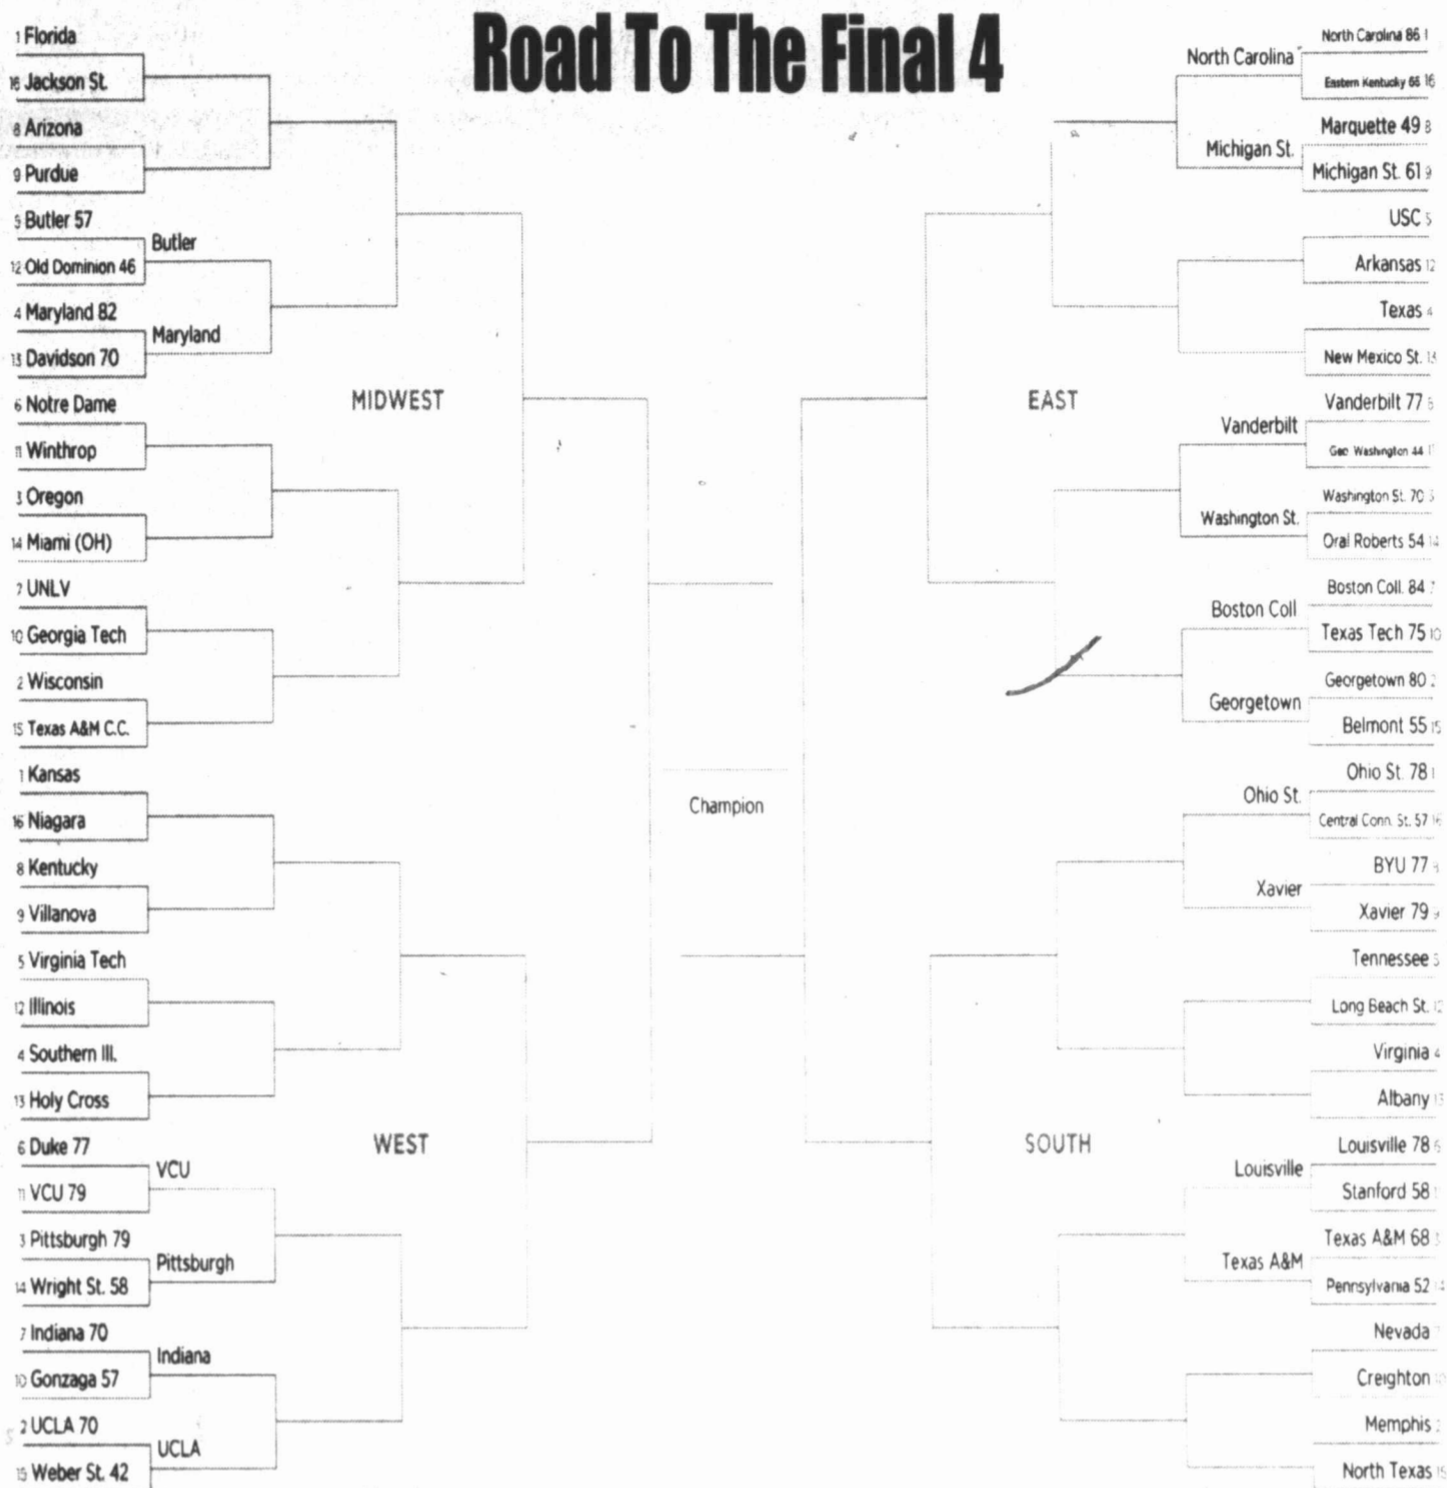 Road To The Final 4
1 Florida
16 Jackson St.
8 Arizona
9 Purdue
5 Butler 57
Butler
12 Old Dominion 46
4 Maryland 82
Maryland
13 Davidson 70
MIDWEST
6 Notre Dame
11 Winthrop
3 Oregon
14 Miami (OH)
7 UNLV
10 Georgia Tech
2 Wisconsin
15 Texas A&M C.C.
1 Kansas
16 Niagara
8 Kentucky
9 Villanova
5 Virginia Tech
12 Illinois
4 Southern Ill.
13 Holy Cross
WEST
6 Duke 77
VCU
11 VCU 79
3 Pittsburgh 79
Pittsburgh
14 Wright St. 58
7 Indiana 70
Indiana
10 Gonzaga 57
2 UCLA 70
UCLA
15 Weber St. 42
Champion
North Carolina 86 1
North Carolina
Eastern Kentucky 65 16
Marquette 49 8
Michigan St.
Michigan St. 61 9
USC 5
Arkansas 12
Texas 4
New Mexico St. 13
EAST
Vanderbilt 77 6
Vanderbilt
Geo Washington 44
Washington St. 70 3
Washington St.
Oral Roberts 54 14
Boston Coll. 84 7
Boston Coll
Texas Tech 75 10
Georgetown 80 2
Georgetown
Belmont 55 15
Ohio St. 78 1
Ohio St.
Central Conn. St. 57 16
BYU 77 8
Xavier
Xavier 79 9
Tennessee 5
Long Beach St. 12
Virginia 4
Albany 13
SOUTH
Louisville 78 6
Louisville
Stanford 58
Texas A&M 68 3
Texas A&M
Pennsylvania 52 14
Nevada
Creighton
Memphis
North Texas 15